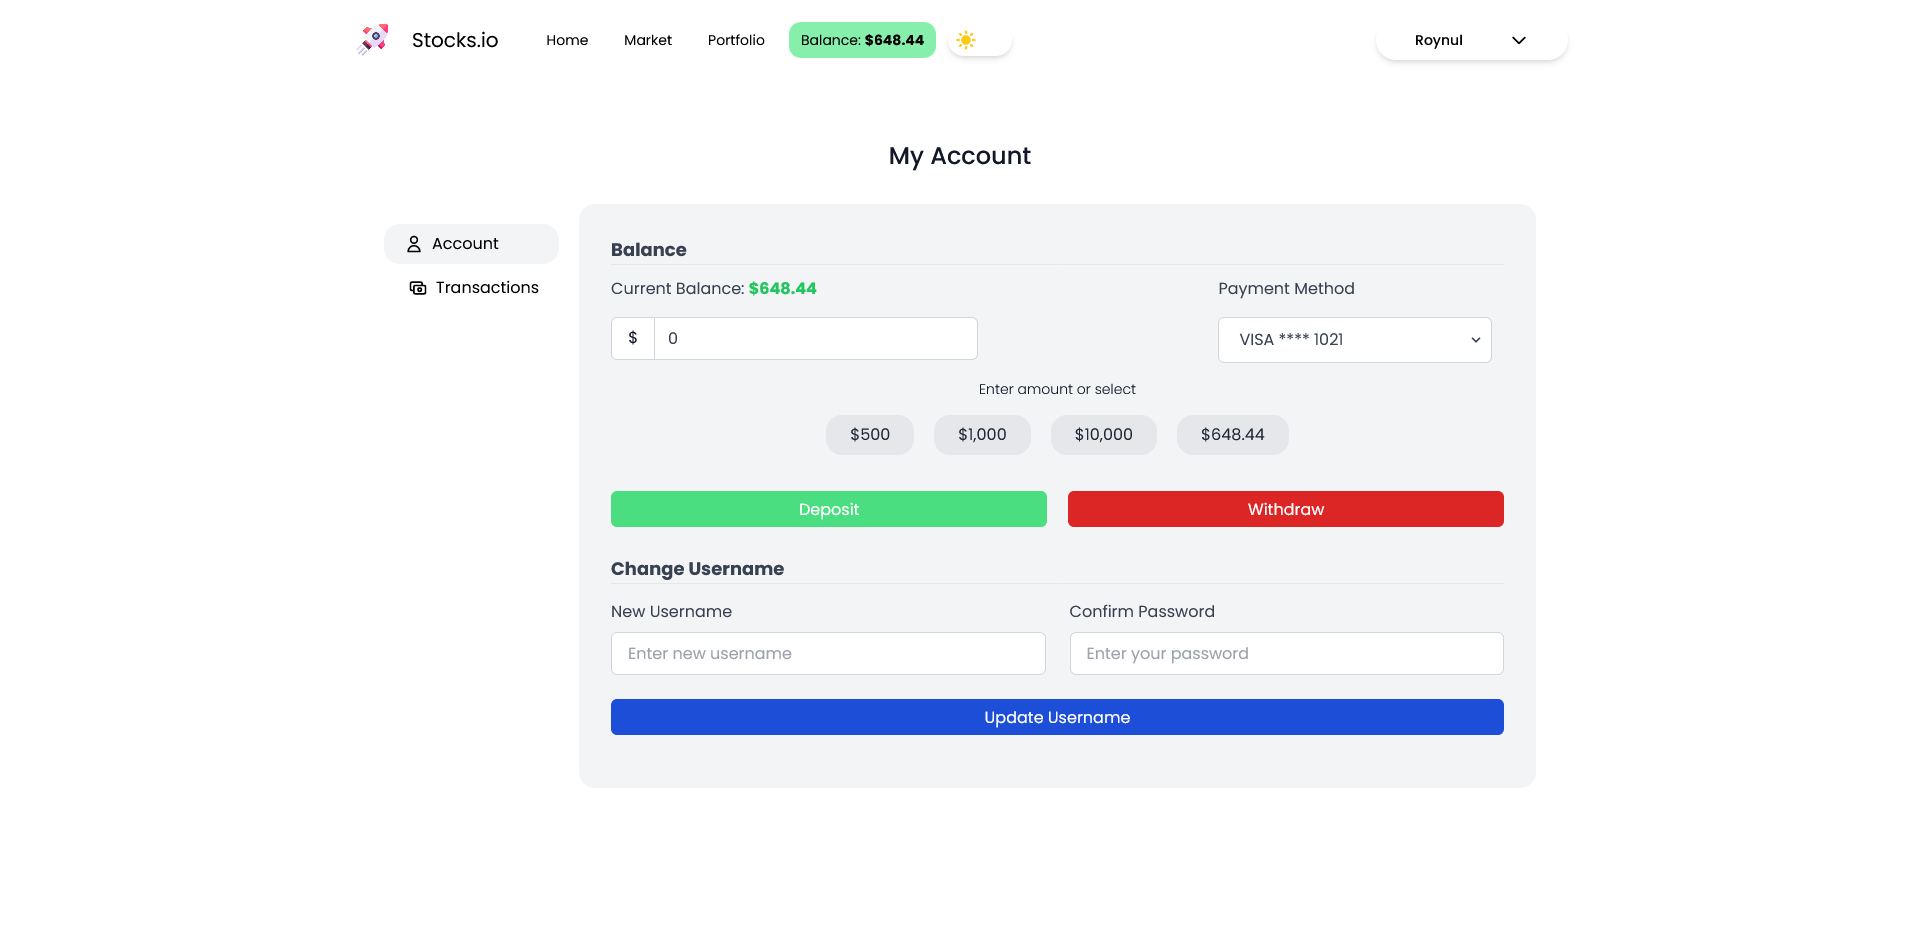 Stocks.io
Home
Market
Portfolio
Balance: $648.44
Roynul
My Account
Account
Transactions
Balance
Current Balance: $648.44
Payment Method
$
0
VISA **** 1021
Enter amount or select
$500
$1,000
$10,000
$648.44
Deposit
Withdraw
Change Username
New Username
Confirm Password
Enter new username
Enter your password
Update Username